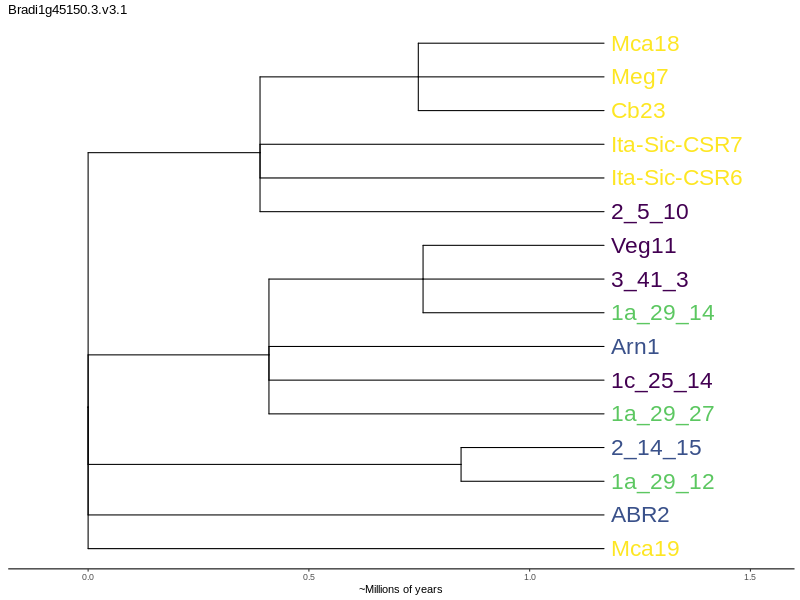 Bradi1g45150.3.v3.1
Mca18
Meg7
Cb23
Ita-Sic-CSR7
Ita-Sic-CSR6
2_5_10
Veg11
3_41_3
1a_29_14
Arn1
1c_25_14
1a_29_27
2_14_15
1a_29_12
ABR2
Mca19
0.0 0.5 1.0 1.5
~Millions of years